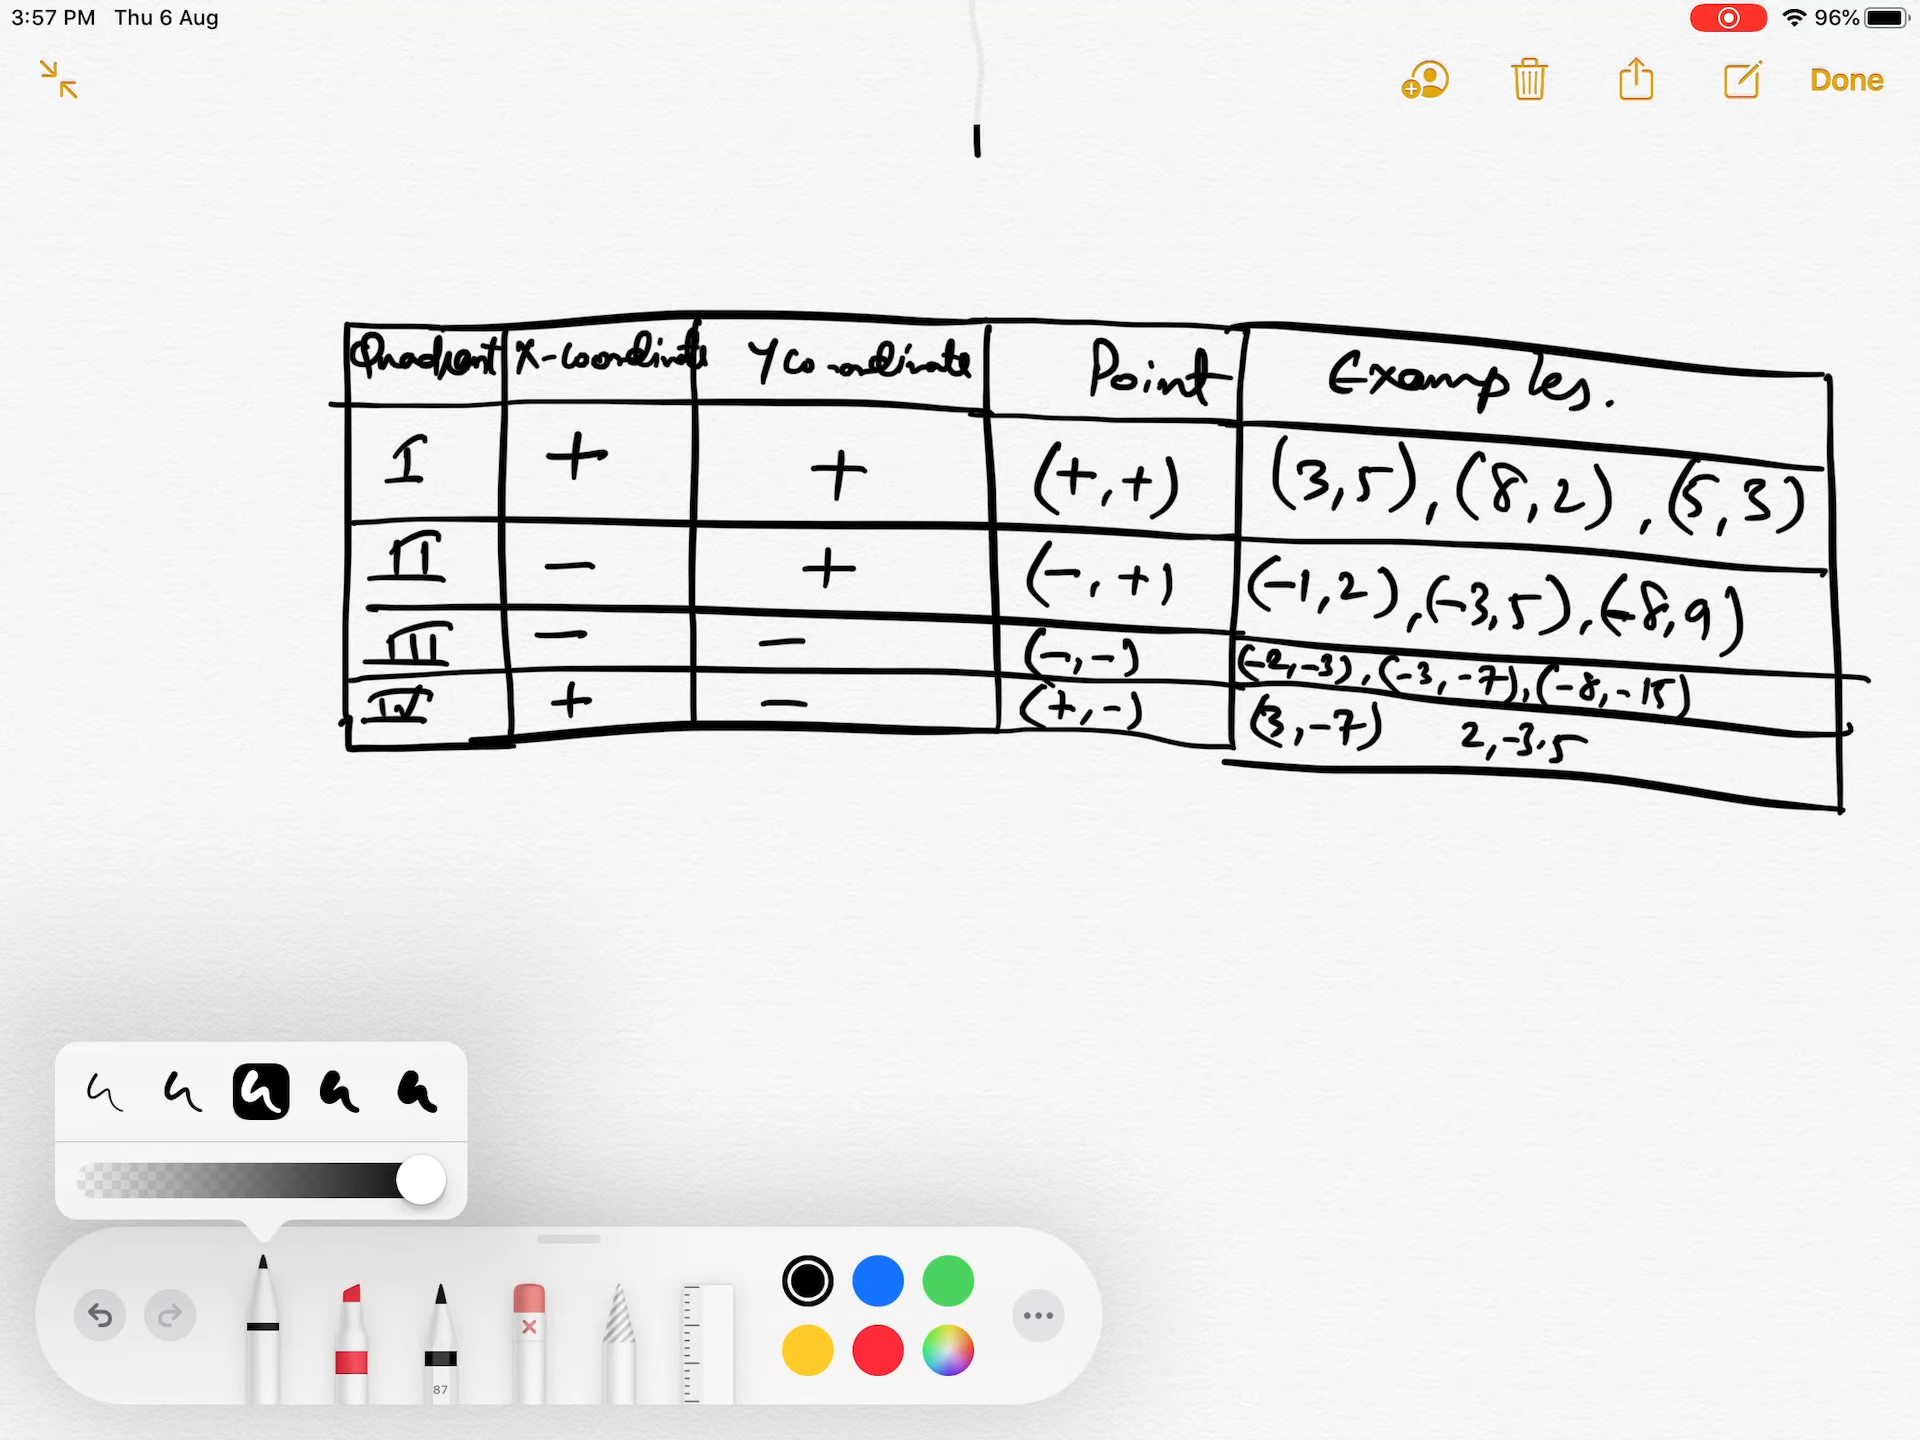 3:57 PM Thu 6 Aug 96%
Done
Quadrant X-coordinate Y co-ordinate Point Examples.
I + + (+,+) (3,5), (8,2), (5,3)
II − + (−,+) (−1,2), (−3,5), (−8,9)
III − − (−,−) (−2,−3), (−3,−7), (−8,−15)
IV + − (+,−) (3,−7) 2,−3.5
87